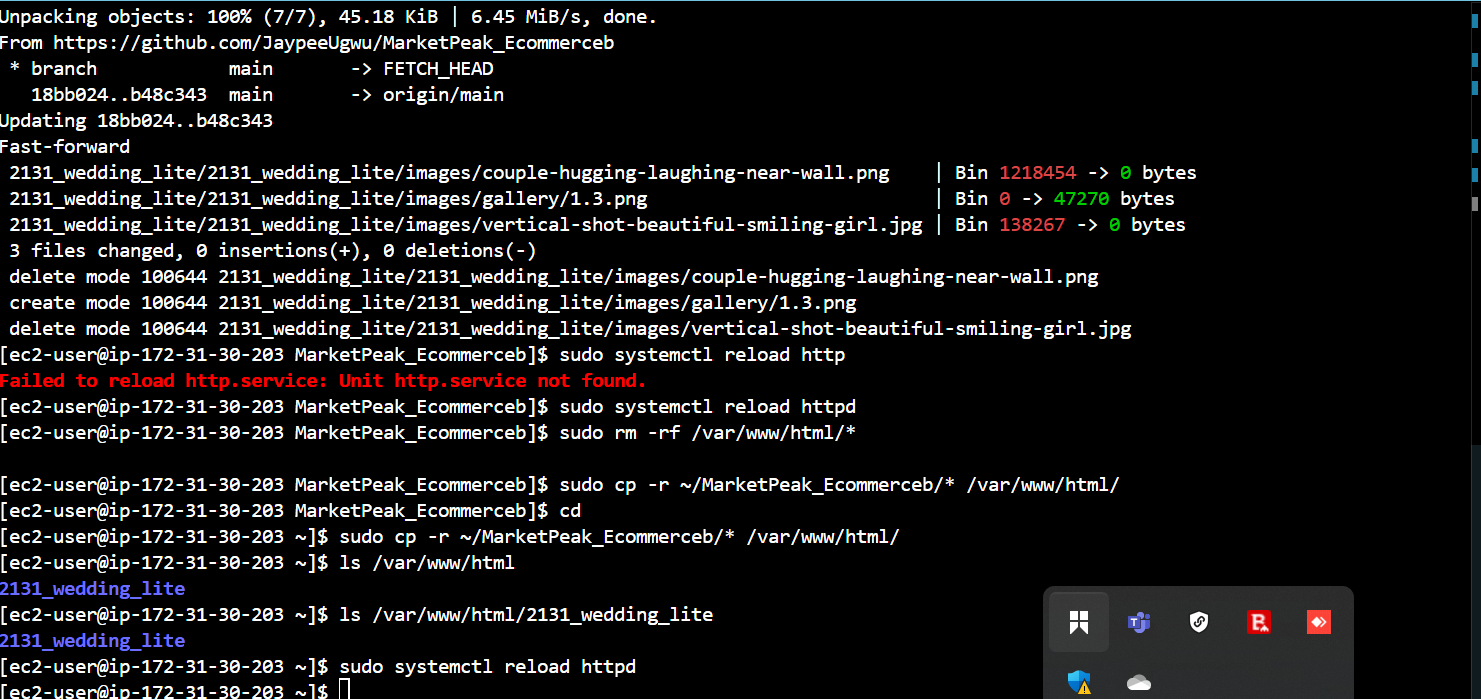 Unpacking objects: 100% (7/7), 45.18 KiB | 6.45 MiB/s, done.
From https://github.com/JaypeeUgwu/MarketPeak_Ecommerceb
 * branch            main       -> FETCH_HEAD
   18bb024..b48c343  main       -> origin/main
Updating 18bb024..b48c343
Fast-forward
 2131_wedding_lite/2131_wedding_lite/images/couple-hugging-laughing-near-wall.png    | Bin 1218454 -> 0 bytes
 2131_wedding_lite/2131_wedding_lite/images/gallery/1.3.png                          | Bin 0 -> 47270 bytes
 2131_wedding_lite/2131_wedding_lite/images/vertical-shot-beautiful-smiling-girl.jpg | Bin 138267 -> 0 bytes
 3 files changed, 0 insertions(+), 0 deletions(-)
 delete mode 100644 2131_wedding_lite/2131_wedding_lite/images/couple-hugging-laughing-near-wall.png
 create mode 100644 2131_wedding_lite/2131_wedding_lite/images/gallery/1.3.png
 delete mode 100644 2131_wedding_lite/2131_wedding_lite/images/vertical-shot-beautiful-smiling-girl.jpg
[ec2-user@ip-172-31-30-203 MarketPeak_Ecommerceb]$ sudo systemctl reload http
Failed to reload http.service: Unit http.service not found.
[ec2-user@ip-172-31-30-203 MarketPeak_Ecommerceb]$ sudo systemctl reload httpd
[ec2-user@ip-172-31-30-203 MarketPeak_Ecommerceb]$ sudo rm -rf /var/www/html/*
[ec2-user@ip-172-31-30-203 MarketPeak_Ecommerceb]$ sudo cp -r ~/MarketPeak_Ecommerceb/* /var/www/html/
[ec2-user@ip-172-31-30-203 MarketPeak_Ecommerceb]$ cd
[ec2-user@ip-172-31-30-203 ~]$ sudo cp -r ~/MarketPeak_Ecommerceb/* /var/www/html/
[ec2-user@ip-172-31-30-203 ~]$ ls /var/www/html
2131_wedding_lite
[ec2-user@ip-172-31-30-203 ~]$ ls /var/www/html/2131_wedding_lite
2131_wedding_lite
[ec2-user@ip-172-31-30-203 ~]$ sudo systemctl reload httpd
[ec2-user@ip-172-31-30-203 ~]$